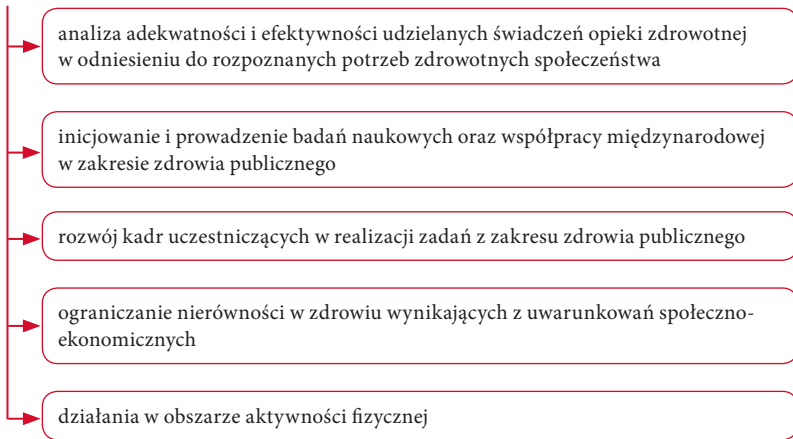 analiza adekwatności i efektywności udzielanych świadczeń opieki zdrowotnej
w odniesieniu do rozpoznanych potrzeb zdrowotnych społeczeństwa
inicjowanie i prowadzenie badań naukowych oraz współpracy międzynarodowej
w zakresie zdrowia publicznego
rozwój kadr uczestniczących w realizacji zadań z zakresu zdrowia publicznego
ograniczanie nierówności w zdrowiu wynikających z uwarunkowań społeczno-
ekonomicznych
działania w obszarze aktywności fizycznej